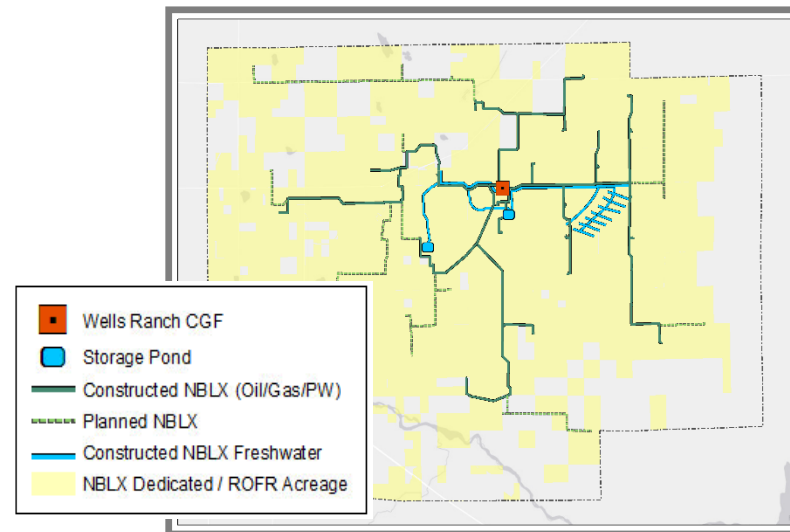 Wells Ranch CGF
Storage Pond
Constructed NBLX (Oil/Gas/PW)
Planned NBLX
Constructed NBLX Freshwater
NBLX Dedicated / ROFR Acreage